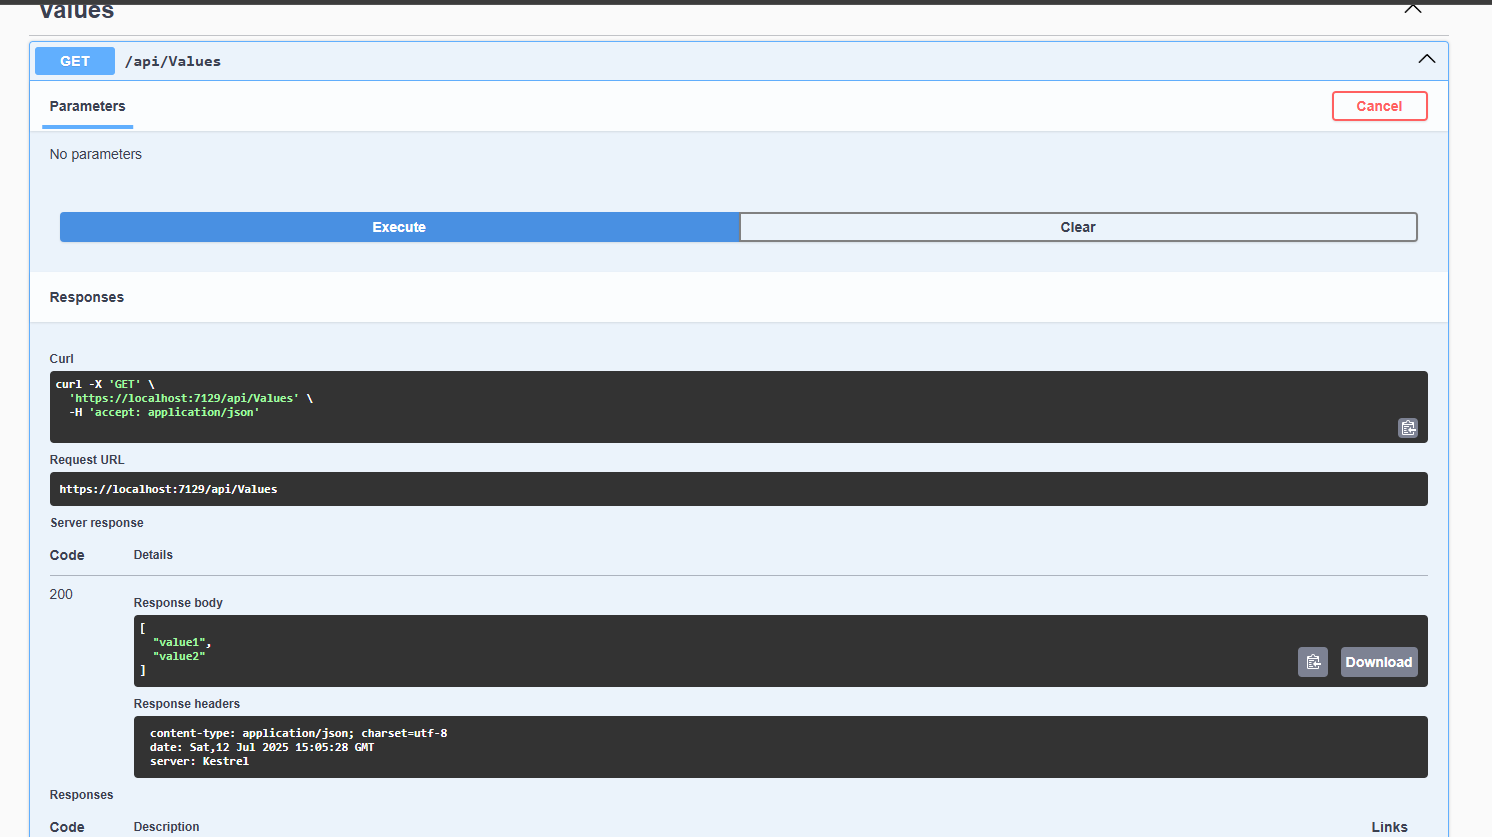 Values
GET /api/Values
Parameters
Cancel
No parameters
Execute
Clear
Responses
Curl
curl -X 'GET' \
  'https://localhost:7129/api/Values' \
  -H 'accept: application/json'
Request URL
https://localhost:7129/api/Values
Server response
Code Details
200
Response body
[
  "value1",
  "value2"
]
Download
Response headers
content-type: application/json; charset=utf-8
date: Sat,12 Jul 2025 15:05:28 GMT
server: Kestrel
Responses
Code Description Links